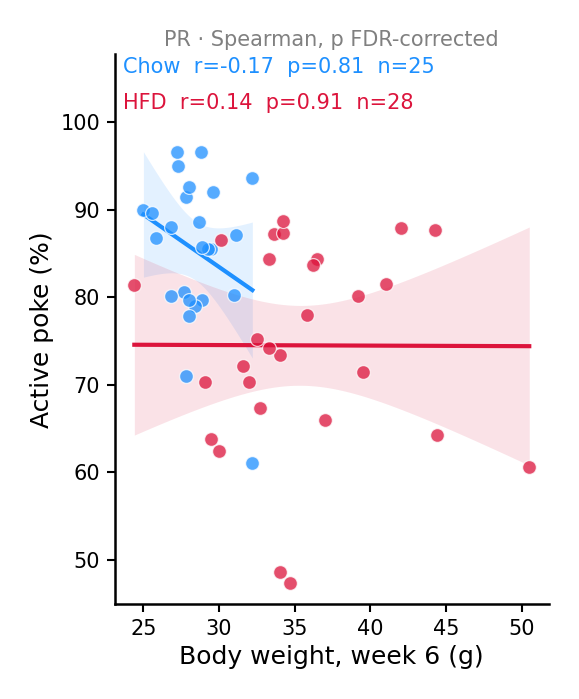 PR · Spearman, p FDR-corrected
Chow  r=-0.17  p=0.81  n=25
HFD  r=0.14  p=0.91  n=28
100
90
80
70
60
50
Active poke (%)
25 30 35 40 45 50
Body weight, week 6 (g)